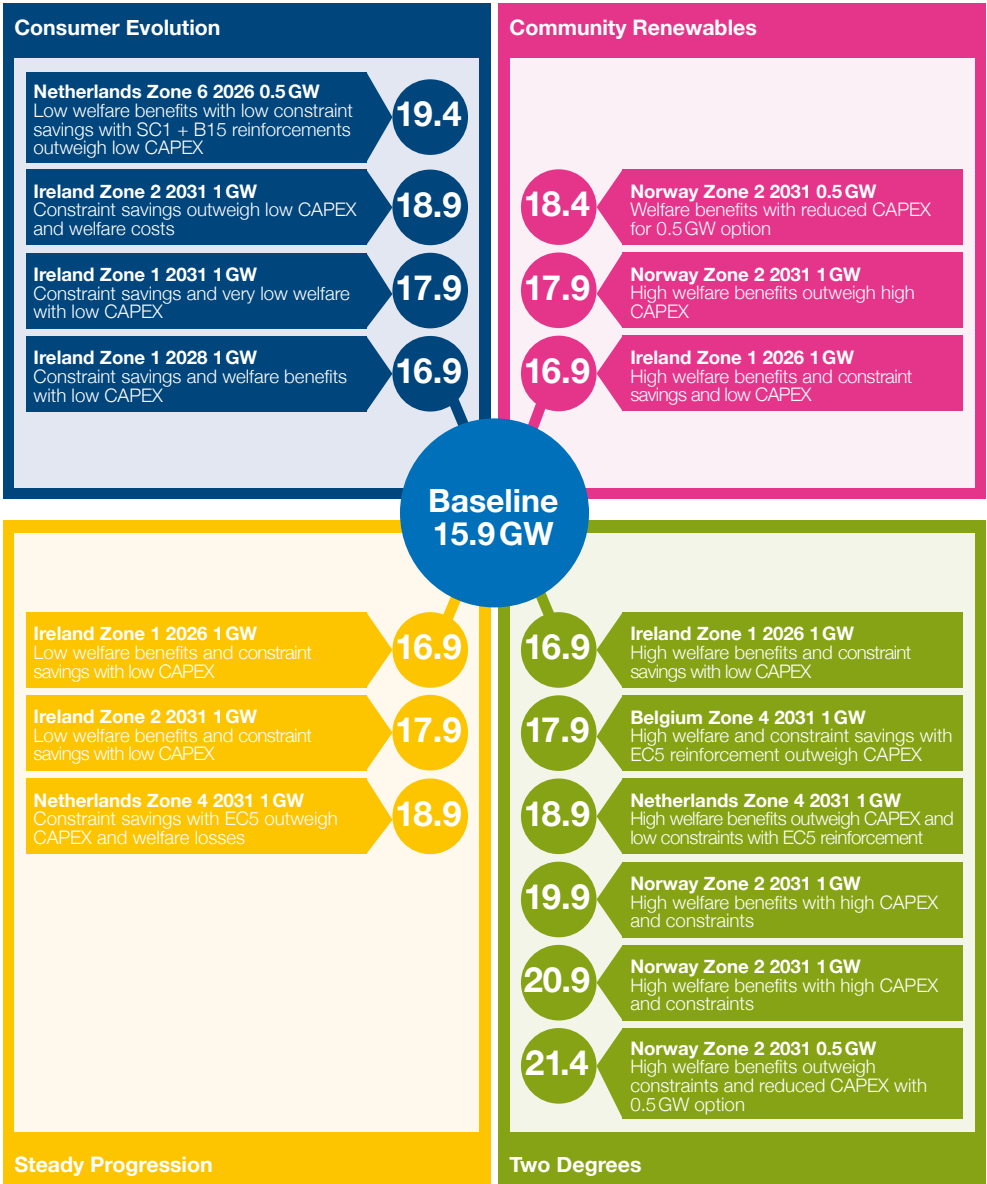 Consumer Evolution
Netherlands Zone 6 2026 0.5 GW
Low welfare benefits with low constraint
savings with SC1 + B15 reinforcements
outweigh low CAPEX
19.4
Ireland Zone 2 2031 1 GW
Constraint savings outweigh low CAPEX
and welfare costs
18.9
Ireland Zone 1 2031 1 GW
Constraint savings and very low welfare
with low CAPEX
17.9
Ireland Zone 1 2028 1 GW
Constraint savings and welfare benefits
with low CAPEX
16.9
Community Renewables
18.4
Norway Zone 2 2031 0.5 GW
Welfare benefits with reduced CAPEX
for 0.5 GW option
17.9
Norway Zone 2 2031 1 GW
High welfare benefits outweigh high
CAPEX
16.9
Ireland Zone 1 2026 1 GW
High welfare benefits and constraint
savings and low CAPEX
Baseline
15.9 GW
Ireland Zone 1 2026 1 GW
Low welfare benefits and constraint
savings with low CAPEX
16.9
Ireland Zone 2 2031 1 GW
Low welfare benefits and constraint
savings with low CAPEX
17.9
Netherlands Zone 4 2031 1 GW
Constraint savings with EC5 outweigh
CAPEX and welfare losses
18.9
Steady Progression
16.9
Ireland Zone 1 2026 1 GW
High welfare benefits and constraint
savings with low CAPEX
17.9
Belgium Zone 4 2031 1 GW
High welfare and constraint savings with
EC5 reinforcement outweigh CAPEX
18.9
Netherlands Zone 4 2031 1 GW
High welfare benefits outweigh CAPEX and
low constraints with EC5 reinforcement
19.9
Norway Zone 2 2031 1 GW
High welfare benefits with high CAPEX
and constraints
20.9
Norway Zone 2 2031 1 GW
High welfare benefits with high CAPEX
and constraints
21.4
Norway Zone 2 2031 0.5 GW
High welfare benefits outweigh
constraints and reduced CAPEX with
0.5 GW option
Two Degrees